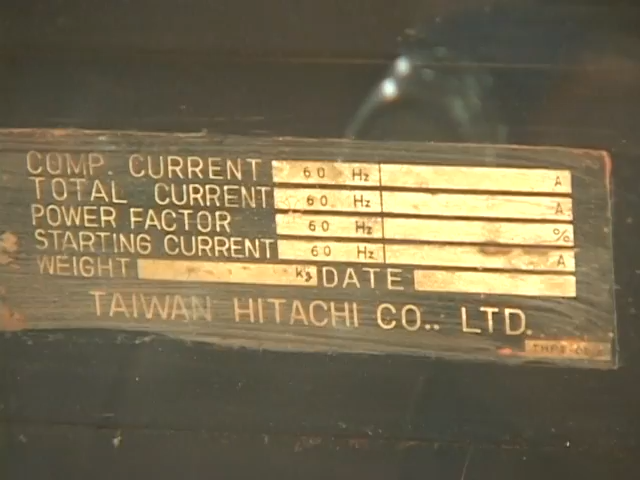 COMP. CURRENT 60 Hz A
TOTAL CURRENT 60 Hz A
POWER FACTOR 60 Hz %
STARTING CURRENT 60 Hz A
WEIGHT kg DATE
TAIWAN HITACHI CO., LTD.